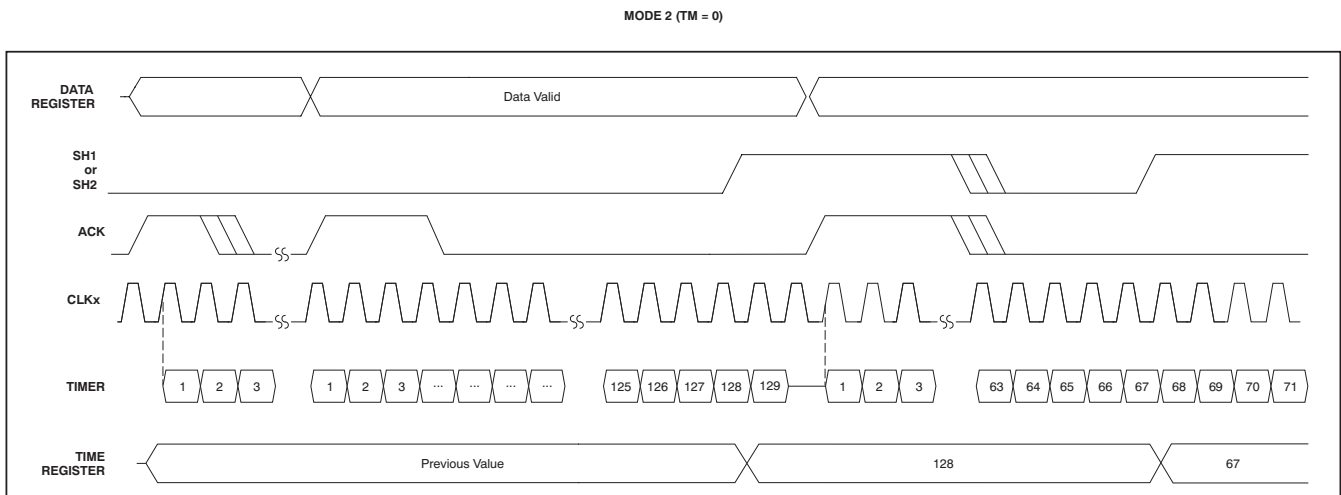 MODE 2 (TM = 0)
DATA
REGISTER
Data Valid
SH1
or
SH2
ACK
CLKx
TIMER
1 2 3 1 2 3 ... ... ... ... 125 126 127 128 129 1 2 3 63 64 65 66 67 68 69 70 71
TIME
REGISTER
Previous Value 128 67